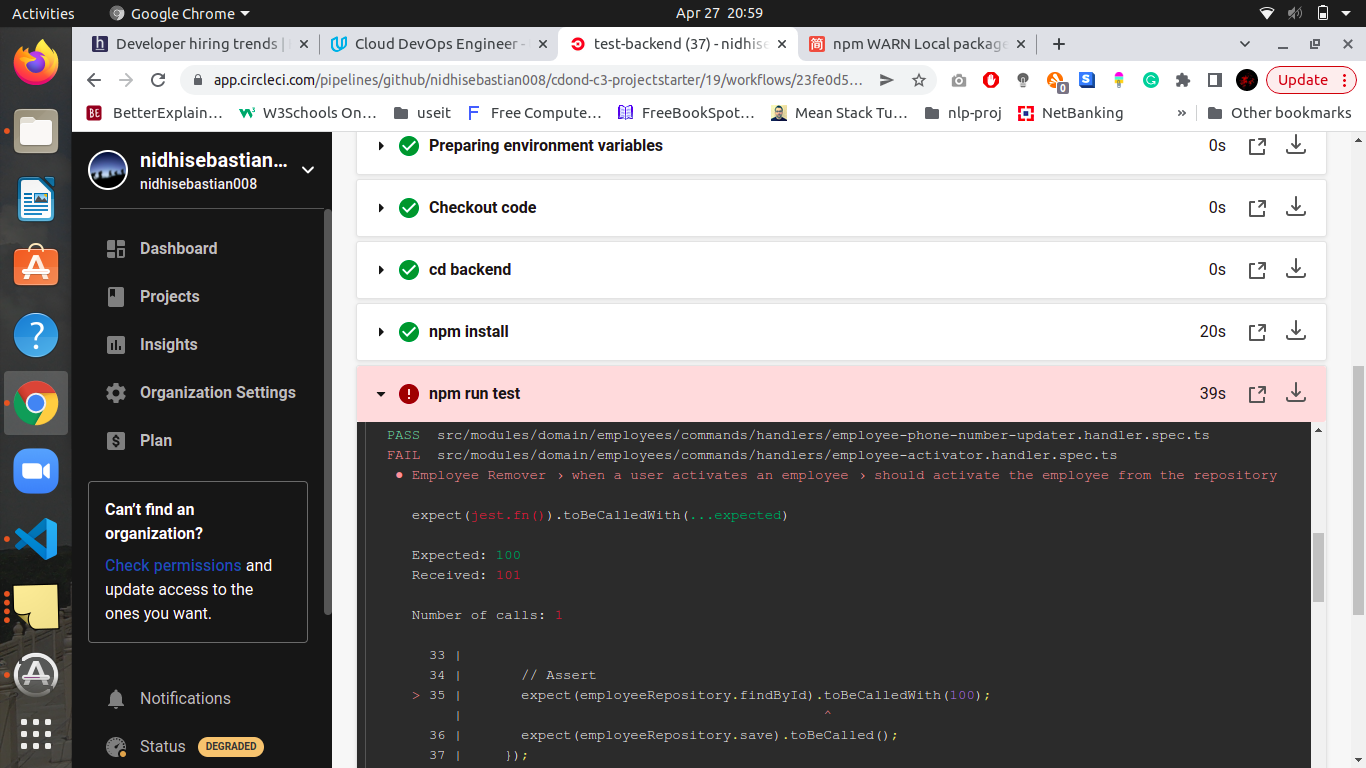 Activities
Google Chrome
Apr 27 20:59
Developer hiring trends |
Cloud DevOps Engineer -
test-backend (37) - nidhise
npm WARN Local package
app.circleci.com/pipelines/github/nidhisebastian008/cdond-c3-projectstarter/19/workflows/23fe0d5…
0
Update
BetterExplain…
W3Schools On…
useit
Free Compute…
FreeBookSpot…
Mean Stack Tu…
nlp-proj
NetBanking
»
Other bookmarks
nidhisebastian...
nidhisebastian008
Dashboard
Projects
Insights
Organization Settings
Plan
Can't find an
organization?
Check permissions and
update access to the
ones you want.
Notifications
Status DEGRADED
Preparing environment variables 0s
Checkout code 0s
cd backend 0s
npm install 20s
npm run test 39s
PASS src/modules/domain/employees/commands/handlers/employee-phone-number-updater.handler.spec.ts
FAIL src/modules/domain/employees/commands/handlers/employee-activator.handler.spec.ts
● Employee Remover › when a user activates an employee › should activate the employee from the repository
expect(jest.fn()).toBeCalledWith(...expected)
Expected: 100
Received: 101
Number of calls: 1
33 |
34 | // Assert
> 35 | expect(employeeRepository.findById).toBeCalledWith(100);
| ^
36 | expect(employeeRepository.save).toBeCalled();
37 | });